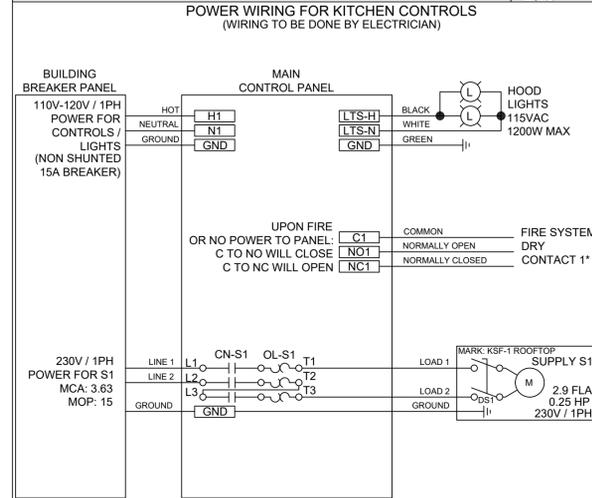 POWER WIRING FOR KITCHEN CONTROLS
(WIRING TO BE DONE BY ELECTRICIAN)
BUILDING
BREAKER PANEL
MAIN
CONTROL PANEL
110V-120V / 1PH
POWER FOR
CONTROLS /
LIGHTS
(NON SHUNTED
15A BREAKER)
HOT
NEUTRAL
GROUND
H1
N1
GND
LTS-H
LTS-N
GND
BLACK
WHITE
GREEN
L
L
HOOD
LIGHTS
115VAC
1200W MAX
UPON FIRE
OR NO POWER TO PANEL:
C TO NO WILL CLOSE
C TO NC WILL OPEN
C1
NO1
NC1
COMMON
NORMALLY OPEN
NORMALLY CLOSED
FIRE SYSTEM
DRY
CONTACT 1*
230V / 1PH
POWER FOR S1
MCA: 3.63
MOP: 15
LINE 1
LINE 2
GROUND
CN-S1
OL-S1
L1
L2
L3
T1
T2
T3
GND
LOAD 1
LOAD 2
GROUND
MARK: KSF-1 ROOFTOP
SUPPLY S1
DS1
M
2.9 FLA
0.25 HP
230V / 1PH